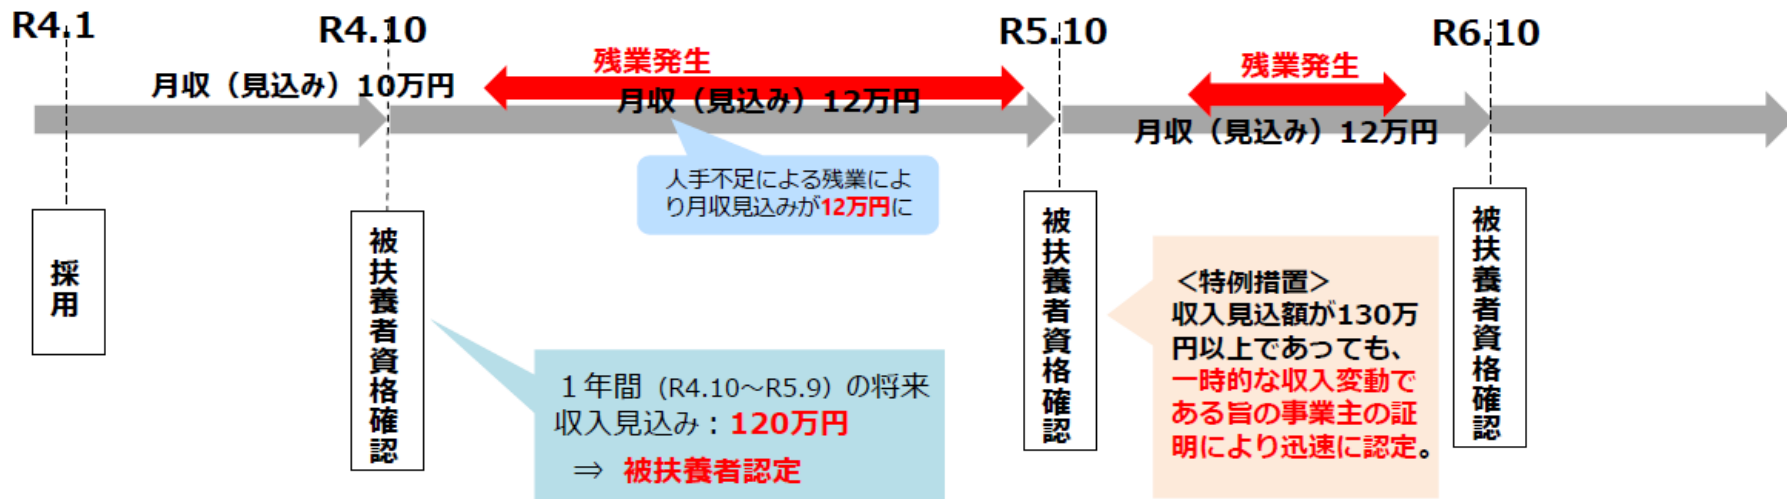 R4.1
R4.10
R5.10
R6.10
残業発生
残業発生
月収（見込み）10万円
月収（見込み）12万円
月収（見込み）12万円
人手不足による残業によ
り月収見込みが12万円に
採用
被扶養者資格確認
被扶養者資格確認
被扶養者資格確認
１年間（R4.10～R5.9）の将来
収入見込み：120万円
⇒ 被扶養者認定
＜特例措置＞
収入見込額が130万
円以上であっても、
一時的な収入変動で
ある旨の事業主の証
明により迅速に認定。